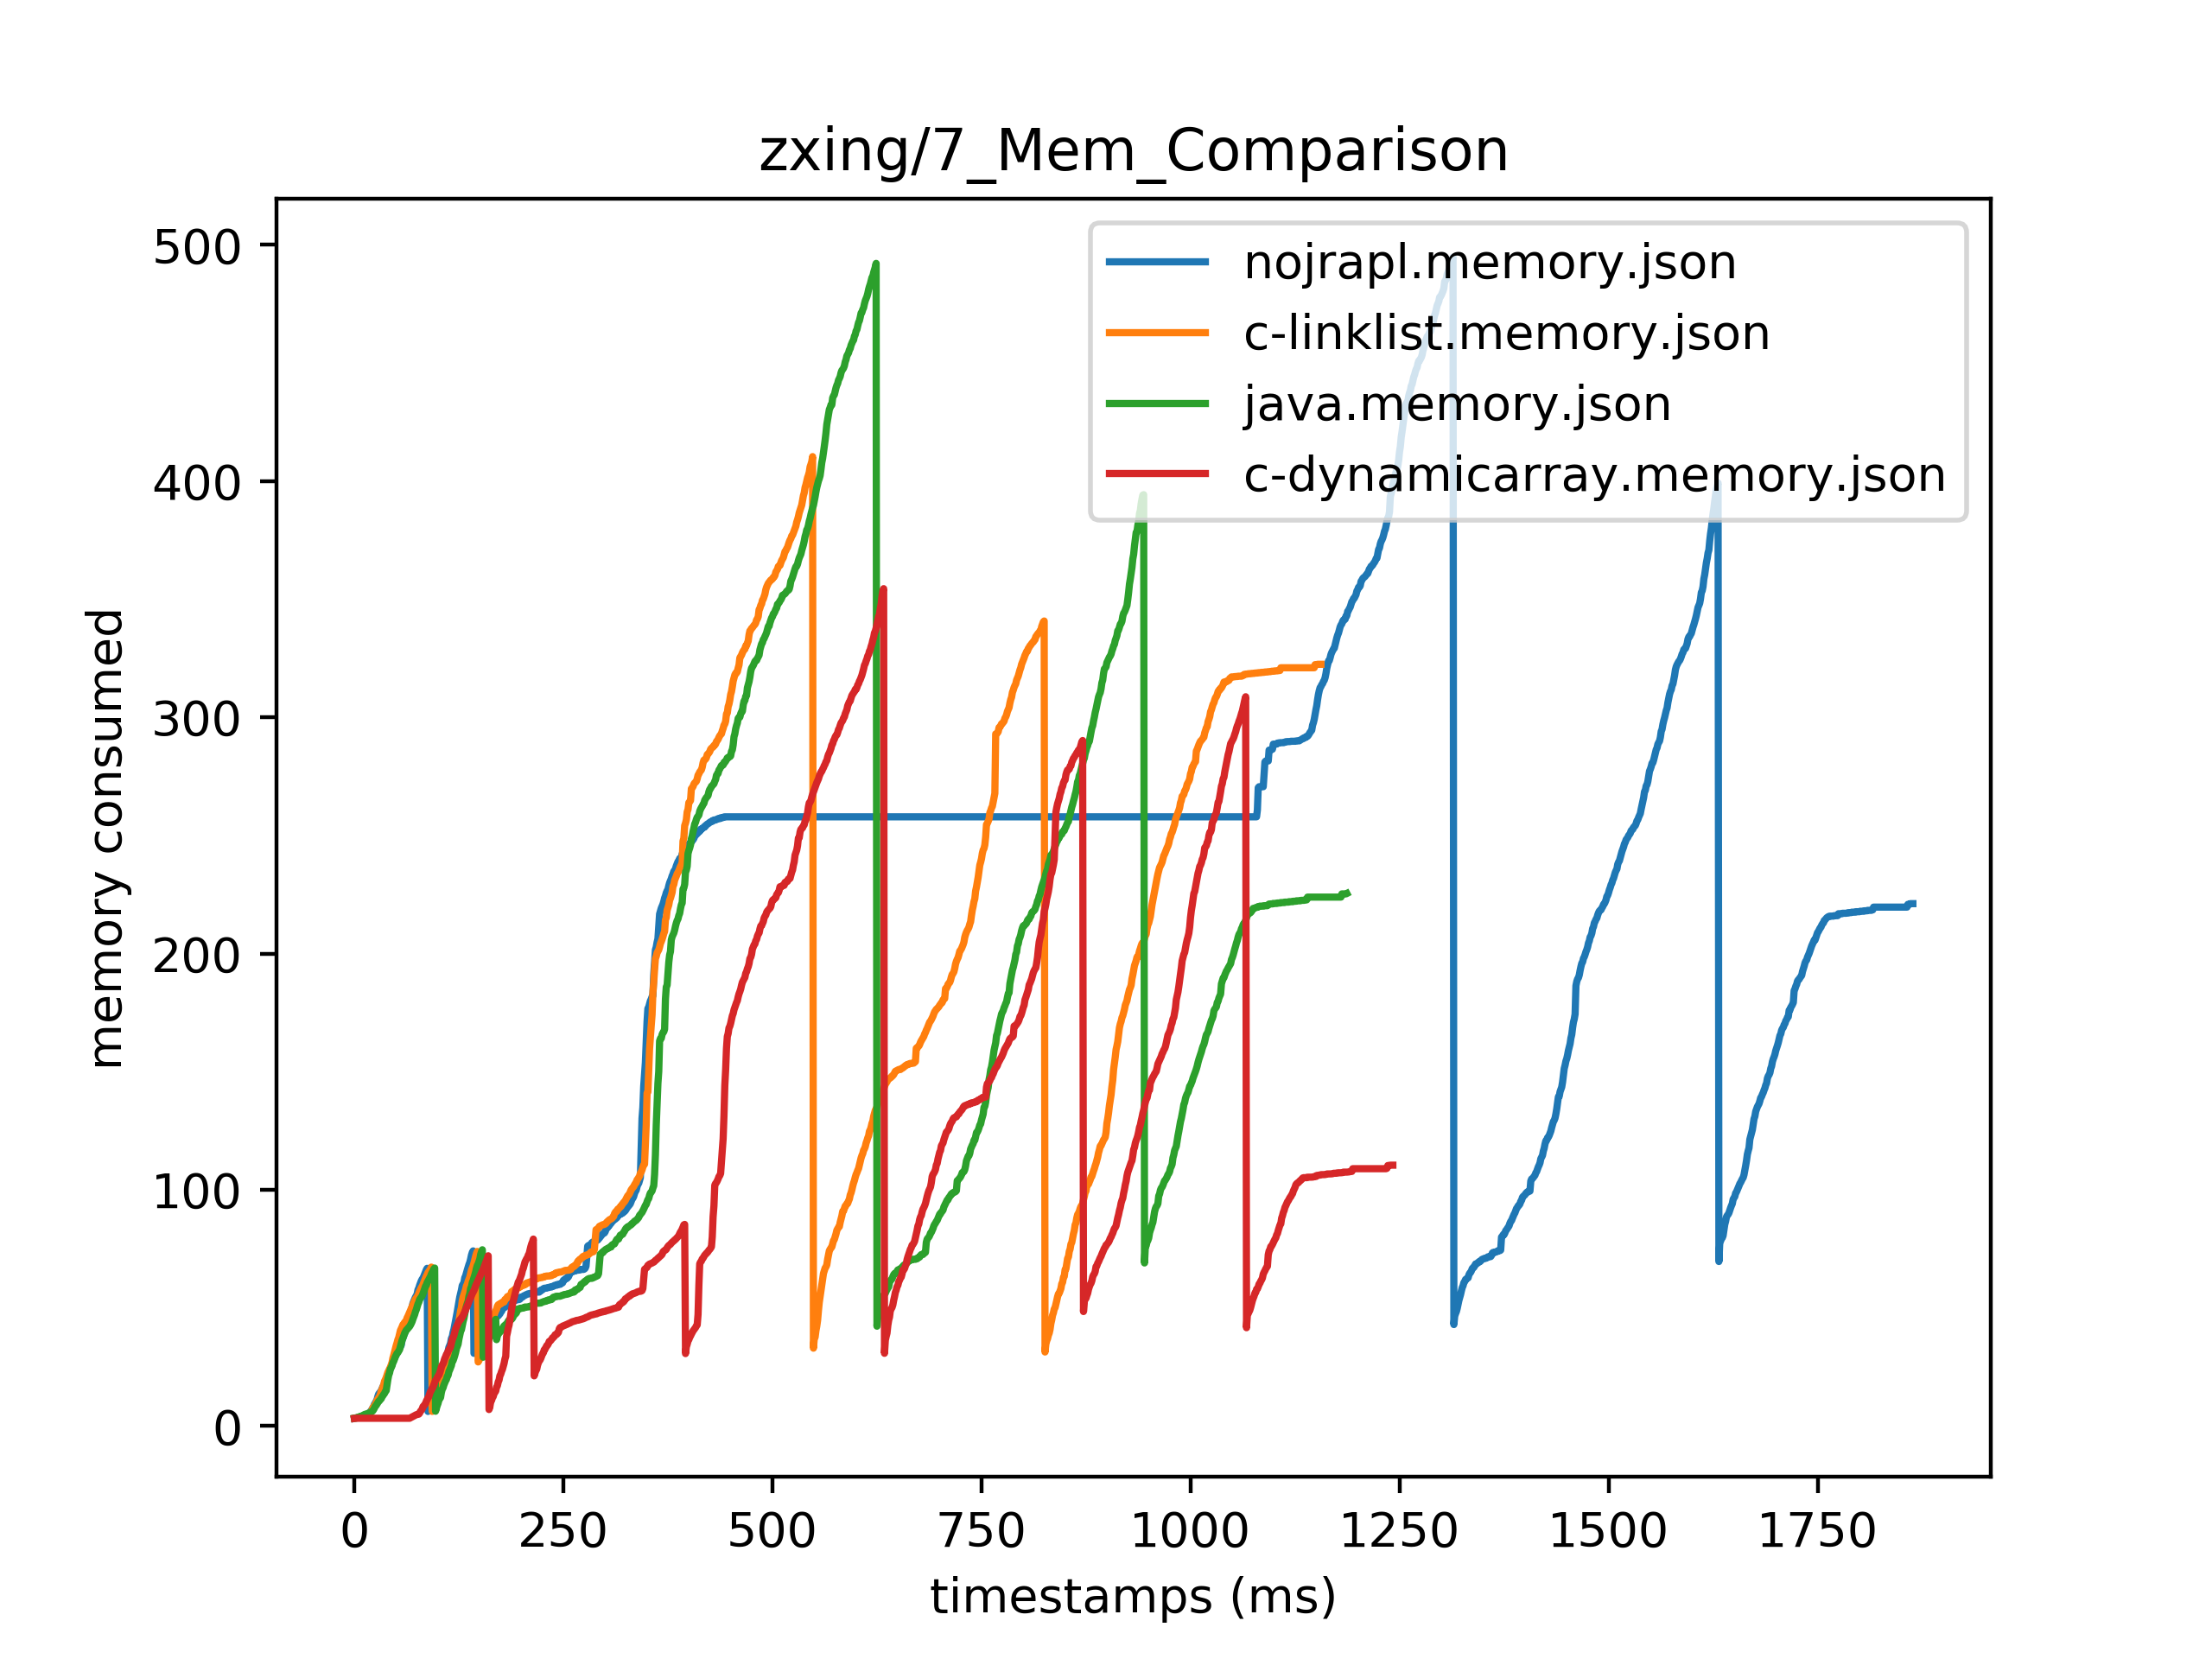 zxing/7_Mem_Comparison
500
400
300
200
100
0
memory consumed
nojrapl.memory.json
c-linklist.memory.json
java.memory.json
c-dynamicarray.memory.json
0 250 500 750 1000 1250 1500 1750
timestamps (ms)